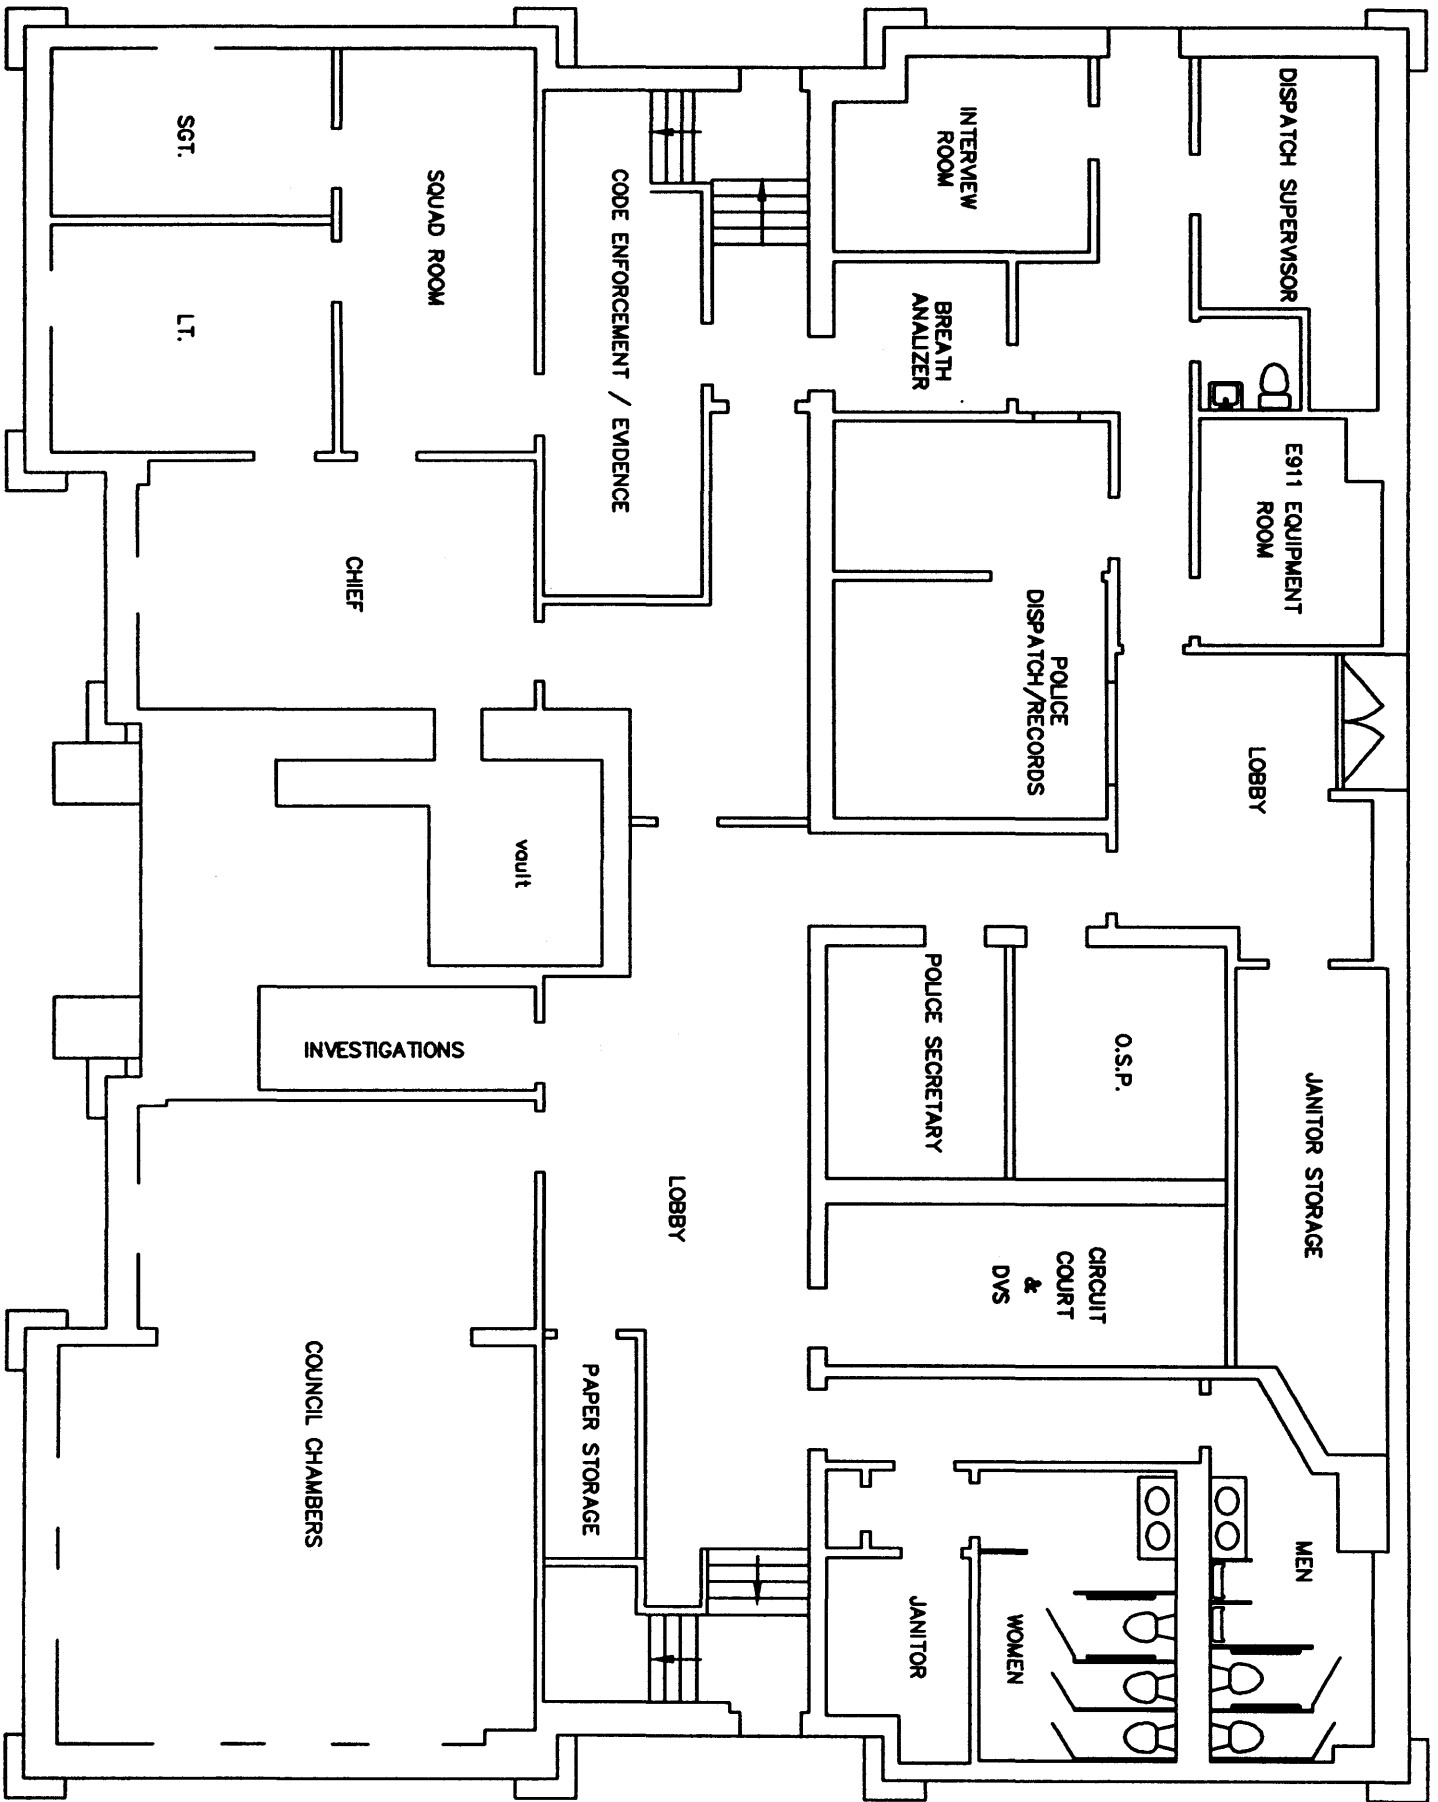 DISPATCH SUPERVISOR
INTERVIEW
ROOM
CODE ENFORCEMENT / EVIDENCE
SQUAD ROOM
SGT.
LT.
BREATH
ANALIZER
E911 EQUIPMENT
ROOM
CHIEF
POLICE
DISPATCH/RECORDS
LOBBY
vault
INVESTIGATIONS
POLICE SECRETARY
O.S.P.
JANITOR STORAGE
LOBBY
CIRCUIT
COURT
&
DVS
COUNCIL CHAMBERS
PAPER STORAGE
JANITOR
WOMEN
MEN